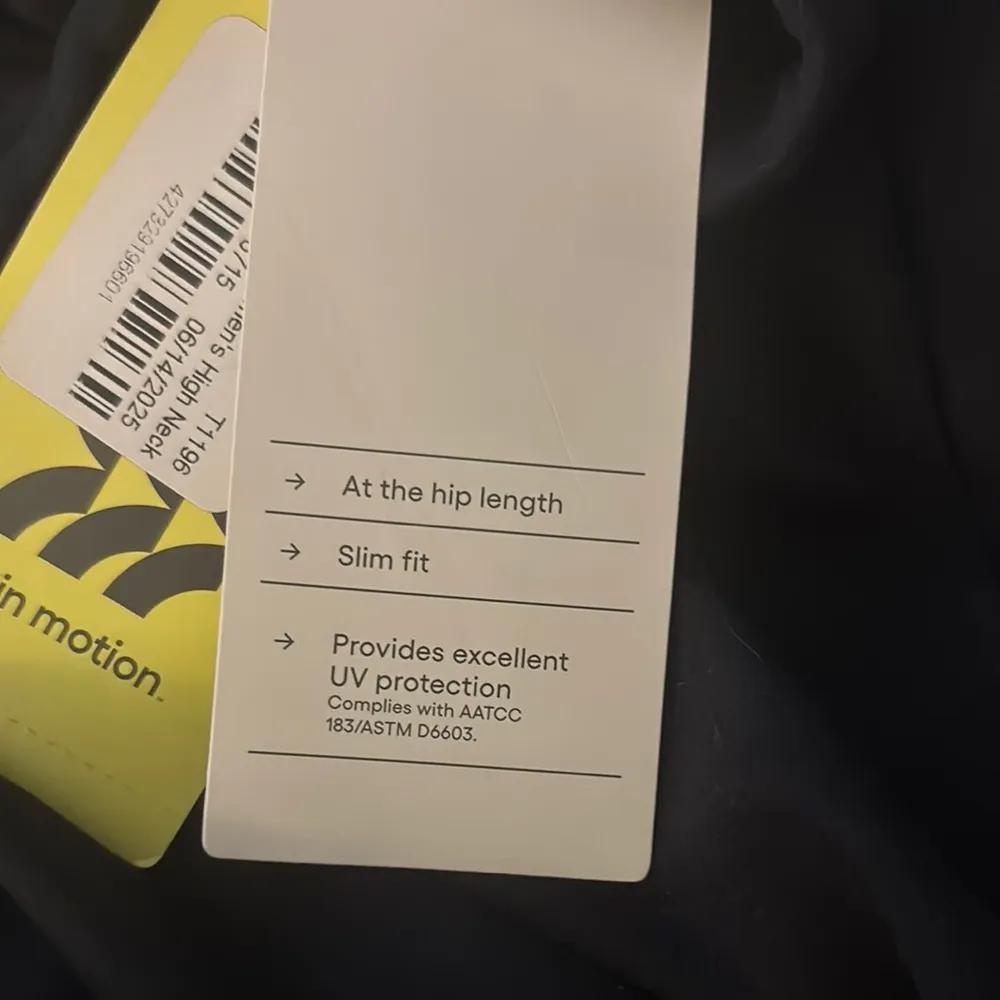 At the hip length
Slim fit
Provides excellent
UV protection
Complies with AATCC
183/ASTM D6603.
in motion
T1196
High Neck
06/14/2025
427329196601